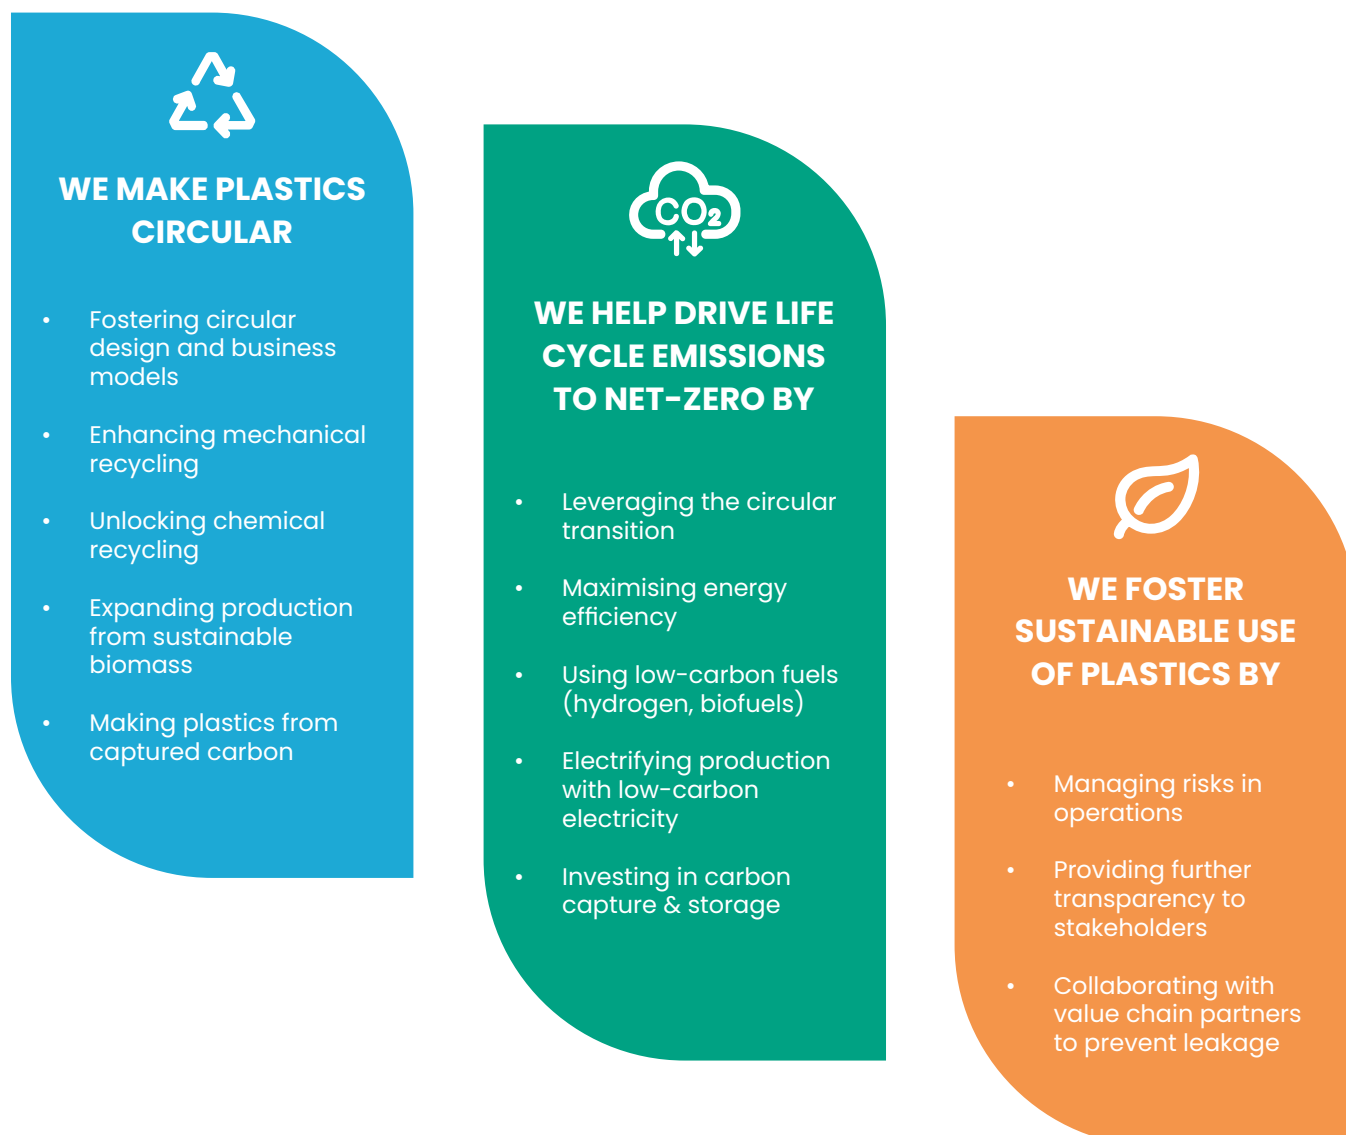 WE MAKE PLASTICS
CIRCULAR
• Fostering circular
design and business
models
• Enhancing mechanical
recycling
• Unlocking chemical
recycling
• Expanding production
from sustainable
biomass
• Making plastics from
captured carbon
CO2
WE HELP DRIVE LIFE
CYCLE EMISSIONS
TO NET-ZERO BY
• Leveraging the circular
transition
• Maximising energy
efficiency
• Using low-carbon fuels
(hydrogen, biofuels)
• Electrifying production
with low-carbon
electricity
• Investing in carbon
capture & storage
WE FOSTER
SUSTAINABLE USE
OF PLASTICS BY
• Managing risks in
operations
• Providing further
transparency to
stakeholders
• Collaborating with
value chain partners
to prevent leakage